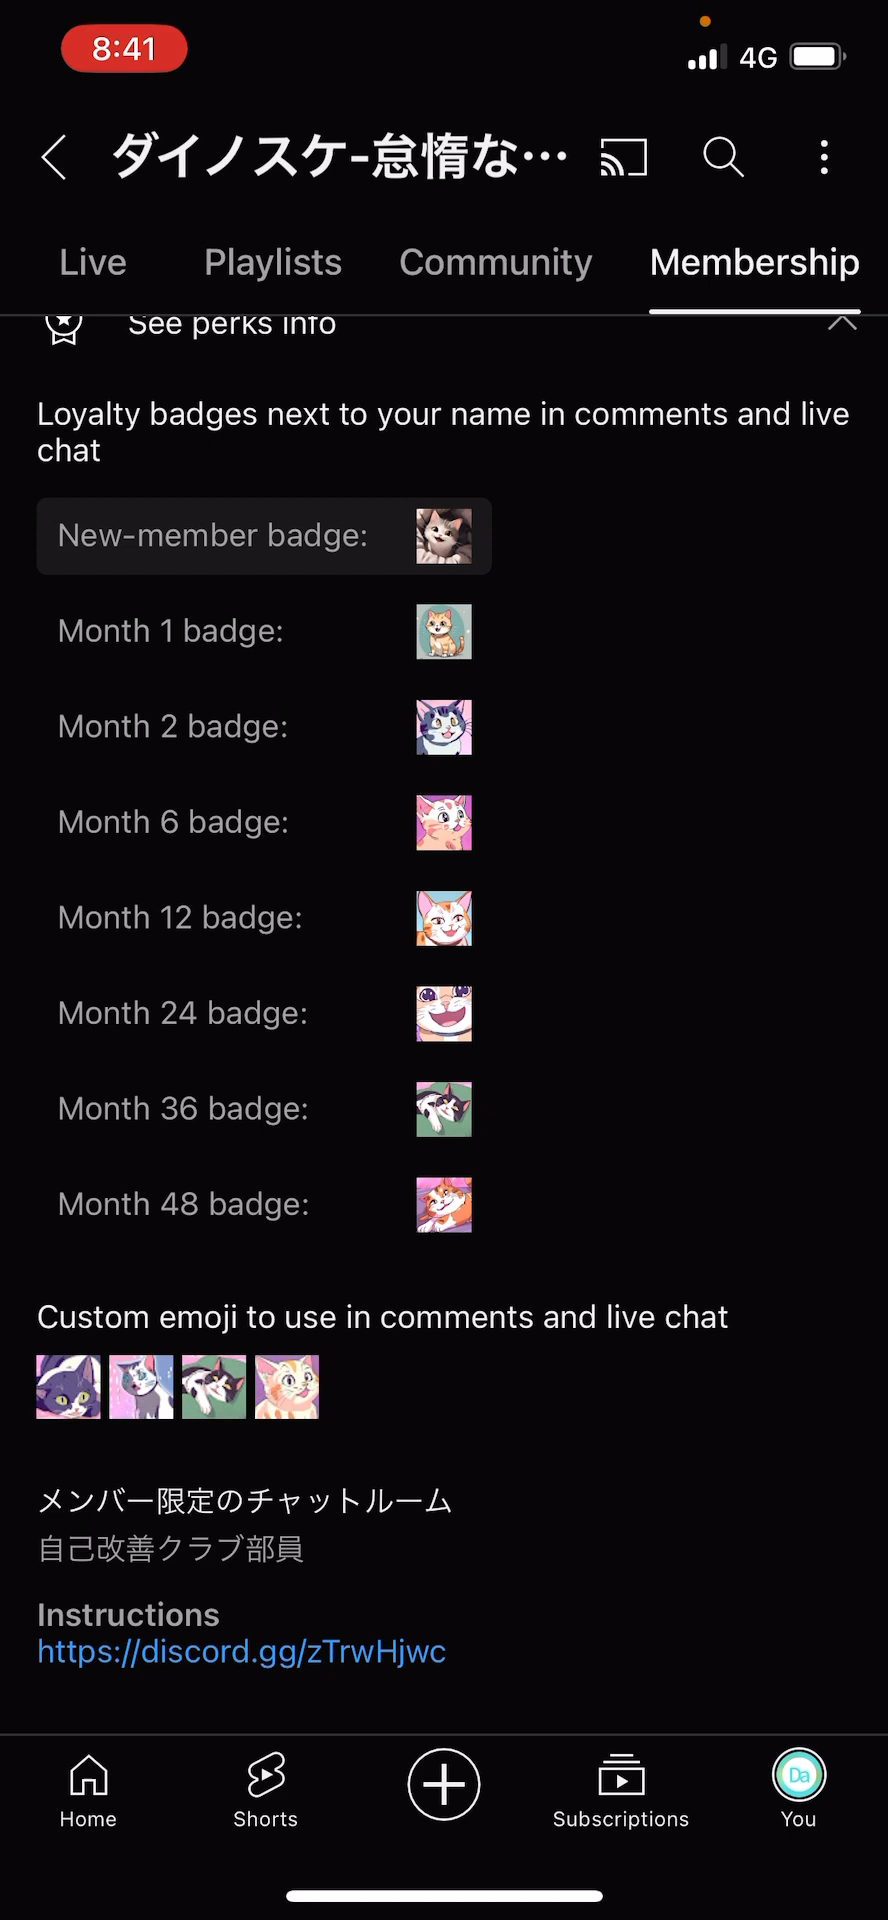 8:41
4G
ダイノスケ-怠惰な…
Live Playlists Community Membership
See perks info
Loyalty badges next to your name in comments and live
chat
New-member badge:
Month 1 badge:
Month 2 badge:
Month 6 badge:
Month 12 badge:
Month 24 badge:
Month 36 badge:
Month 48 badge:
Custom emoji to use in comments and live chat
メンバー限定のチャットルーム
自己改善クラブ部員
Instructions
https://discord.gg/zTrwHjwc
Da
Home Shorts Subscriptions You